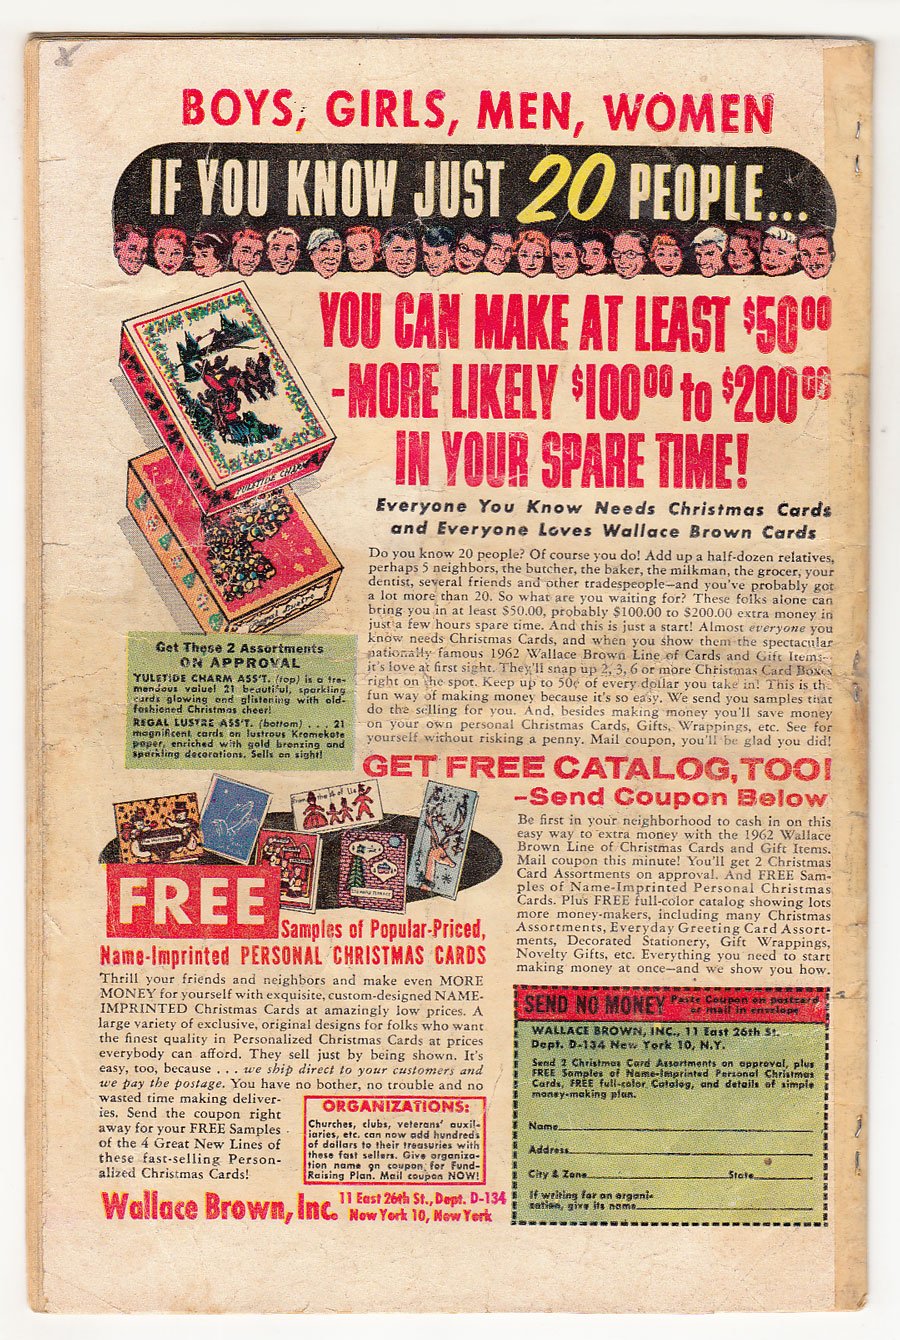 BOYS, GIRLS, MEN, WOMEN
IF YOU KNOW JUST 20 PEOPLE...
YOU CAN MAKE AT LEAST $50.00
-MORE LIKELY $100.00 to $200.00
IN YOUR SPARE TIME!
Everyone You Know Needs Christmas Cards
and Everyone Loves Wallace Brown Cards
Do you know 20 people? Of course you do! Add up a half-dozen relatives,
perhaps 5 neighbors, the butcher, the baker, the milkman, the grocer, your
dentist, several friends and other tradespeople—and you've probably got
a lot more than 20. So what are you waiting for? These folks alone can
bring you in at least $50.00, probably $100.00 to $200.00 extra money in
just a few hours spare time. And this is just a start! Almost everyone you
know needs Christmas Cards, and when you show them the spectacular
nationally famous 1962 Wallace Brown Line of Cards and Gift Items—
it's love at first sight. They'll snap up 2, 3, 6 or more Christmas Card Boxes
right on the spot. Keep up to 50¢ of every dollar you take in! This is the
fun way of making money because it's so easy. We send you samples that
do the selling for you. And, besides making money you'll save money
on your own personal Christmas Cards, Gifts, Wrappings, etc. See for
yourself without risking a penny. Mail coupon, you'll be glad you did!
YULETIDE CHARM
Regal Lustre
Get These 2 Assortments
ON APPROVAL
YULETIDE CHARM ASS'T. (top) is a tre-
mendous value! 21 beautiful, sparkling
cards glowing and glistening with old-
fashioned Christmas cheer!
REGAL LUSTRE ASS'T. (bottom) . . . 21
magnificent cards on lustrous Kromekote
paper, enriched with gold bronzing and
sparkling decorations. Sells on sight!
GET FREE CATALOG, TOO!
-Send Coupon Below
Be first in your neighborhood to cash in on this
easy way to extra money with the 1962 Wallace
Brown Line of Christmas Cards and Gift Items.
Mail coupon this minute! You'll get 2 Christmas
Card Assortments on approval. And FREE Sam-
ples of Name-Imprinted Personal Christmas
Cards. Plus FREE full-color catalog showing lots
more money-makers, including many Christmas
Assortments, Everyday Greeting Card Assort-
ments, Decorated Stationery, Gift Wrappings,
Novelty Gifts, etc. Everything you need to start
making money at once—and we show you how.
FREE
Samples of Popular-Priced,
Name-Imprinted PERSONAL CHRISTMAS CARDS
Thrill your friends and neighbors and make even MORE
MONEY for yourself with exquisite, custom-designed NAME-
IMPRINTED Christmas Cards at amazingly low prices. A
large variety of exclusive, original designs for folks who want
the finest quality in Personalized Christmas Cards at prices
everybody can afford. They sell just by being shown. It's
easy, too, because . . . we ship direct to your customers and
we pay the postage. You have no bother, no trouble and no
wasted time making deliver-
ies. Send the coupon right
away for your FREE Samples
of the 4 Great New Lines of
these fast-selling Person-
alized Christmas Cards!
ORGANIZATIONS:
Churches, clubs, veterans' auxil-
iaries, etc. can now add hundreds
of dollars to their treasuries with
these fast sellers. Give organiza-
tion name on coupon for Fund-
Raising Plan. Mail coupon NOW!
Wallace Brown, Inc. 11 East 26th St., Dept. D-134
New York 10, New York
SEND NO MONEY Paste Coupon on postcard
or mail in envelope
WALLACE BROWN, INC., 11 East 26th St.
Dept. D-134 New York 10, N.Y.
Send 2 Christmas Card Assortments on approval, plus
FREE Samples of Name-Imprinted Personal Christmas
Cards, FREE full-color Catalog, and details of simple
money-making plan.
Name
Address
City & Zone State
If writing for an organi-
zation, give its name